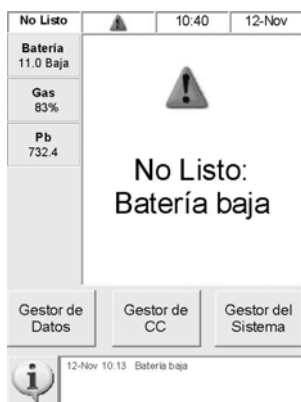 No Listo 10:40 12-Nov
Batería
11.0 Baja
Gas
83%
Pb
732.4
No Listo:
Batería baja
Gestor de Datos
Gestor de CC
Gestor del Sistema
12-Nov 10:13 Batería baja